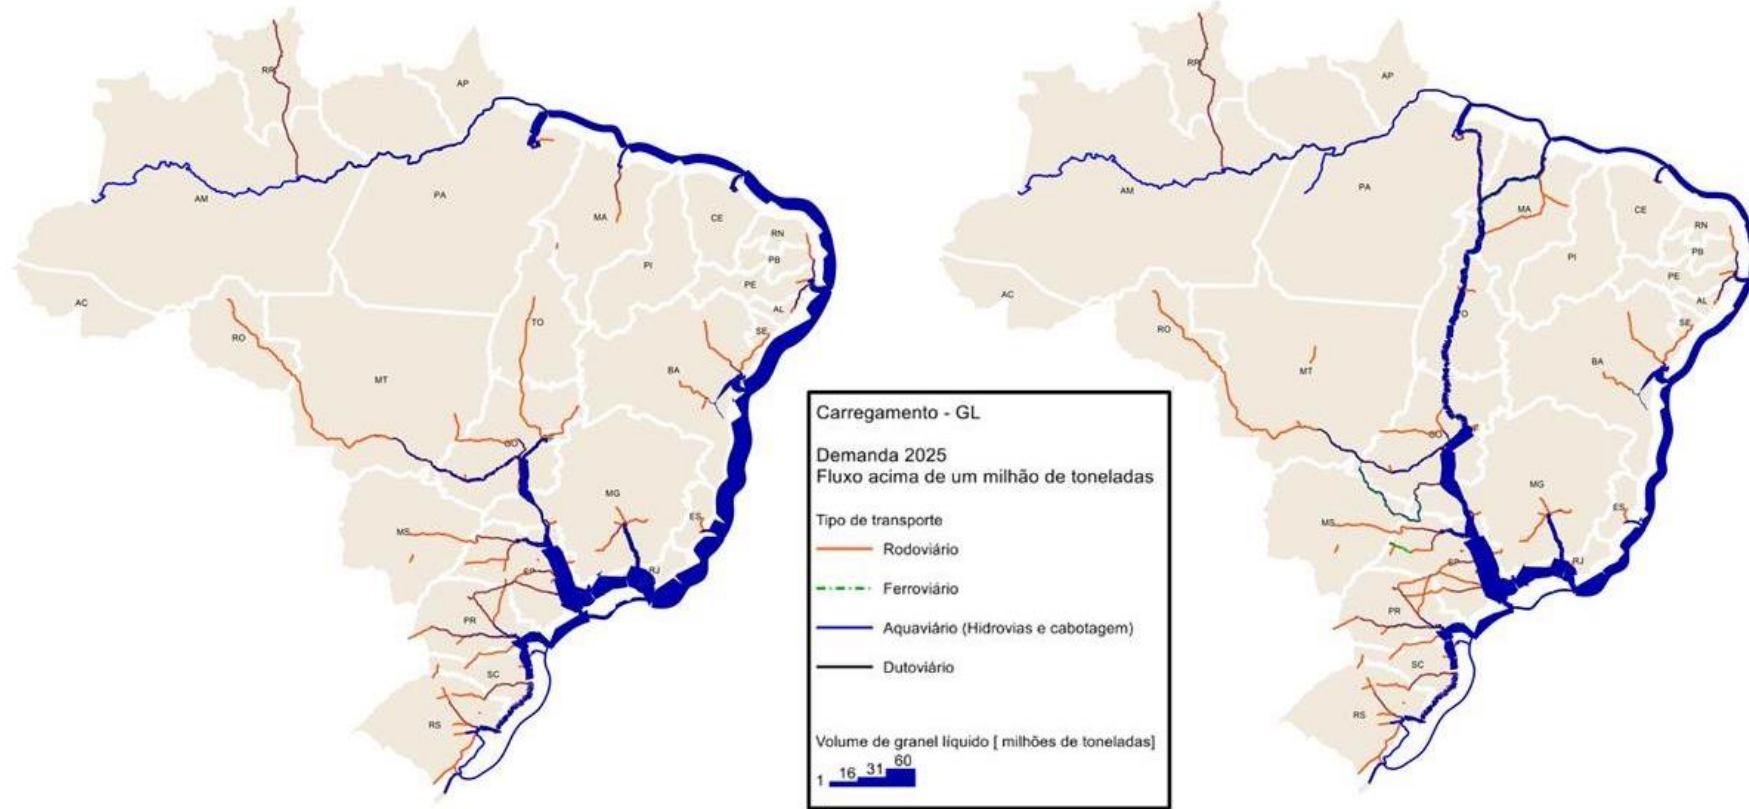 RR
AP
AM
PA
MA
CE
RN
PB
PI
PE
AL
SE
AC
RO
TO
MT
BA
GO
MG
ES
MS
SP
RJ
PR
SC
RS
Carregamento - GL
Demanda 2025
Fluxo acima de um milhão de toneladas
Tipo de transporte
Rodoviário
Ferroviário
Aquaviário (Hidrovias e cabotagem)
Dutoviário
Volume de granel líquido [ milhões de toneladas]
1 16 31 60
RR
AP
AM
PA
MA
CE
RN
PB
PI
PE
AL
SE
AC
RO
TO
MT
BA
GO
MG
ES
MS
SP
RJ
PR
SC
RS